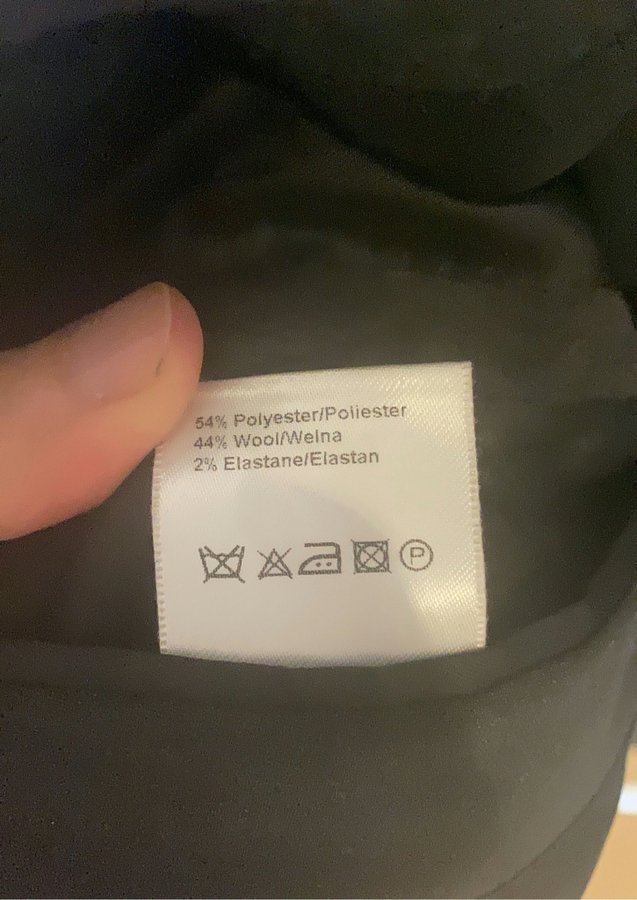 54% Polyester/Poliester
44% Wool/Wełna
2% Elastane/Elastan
P